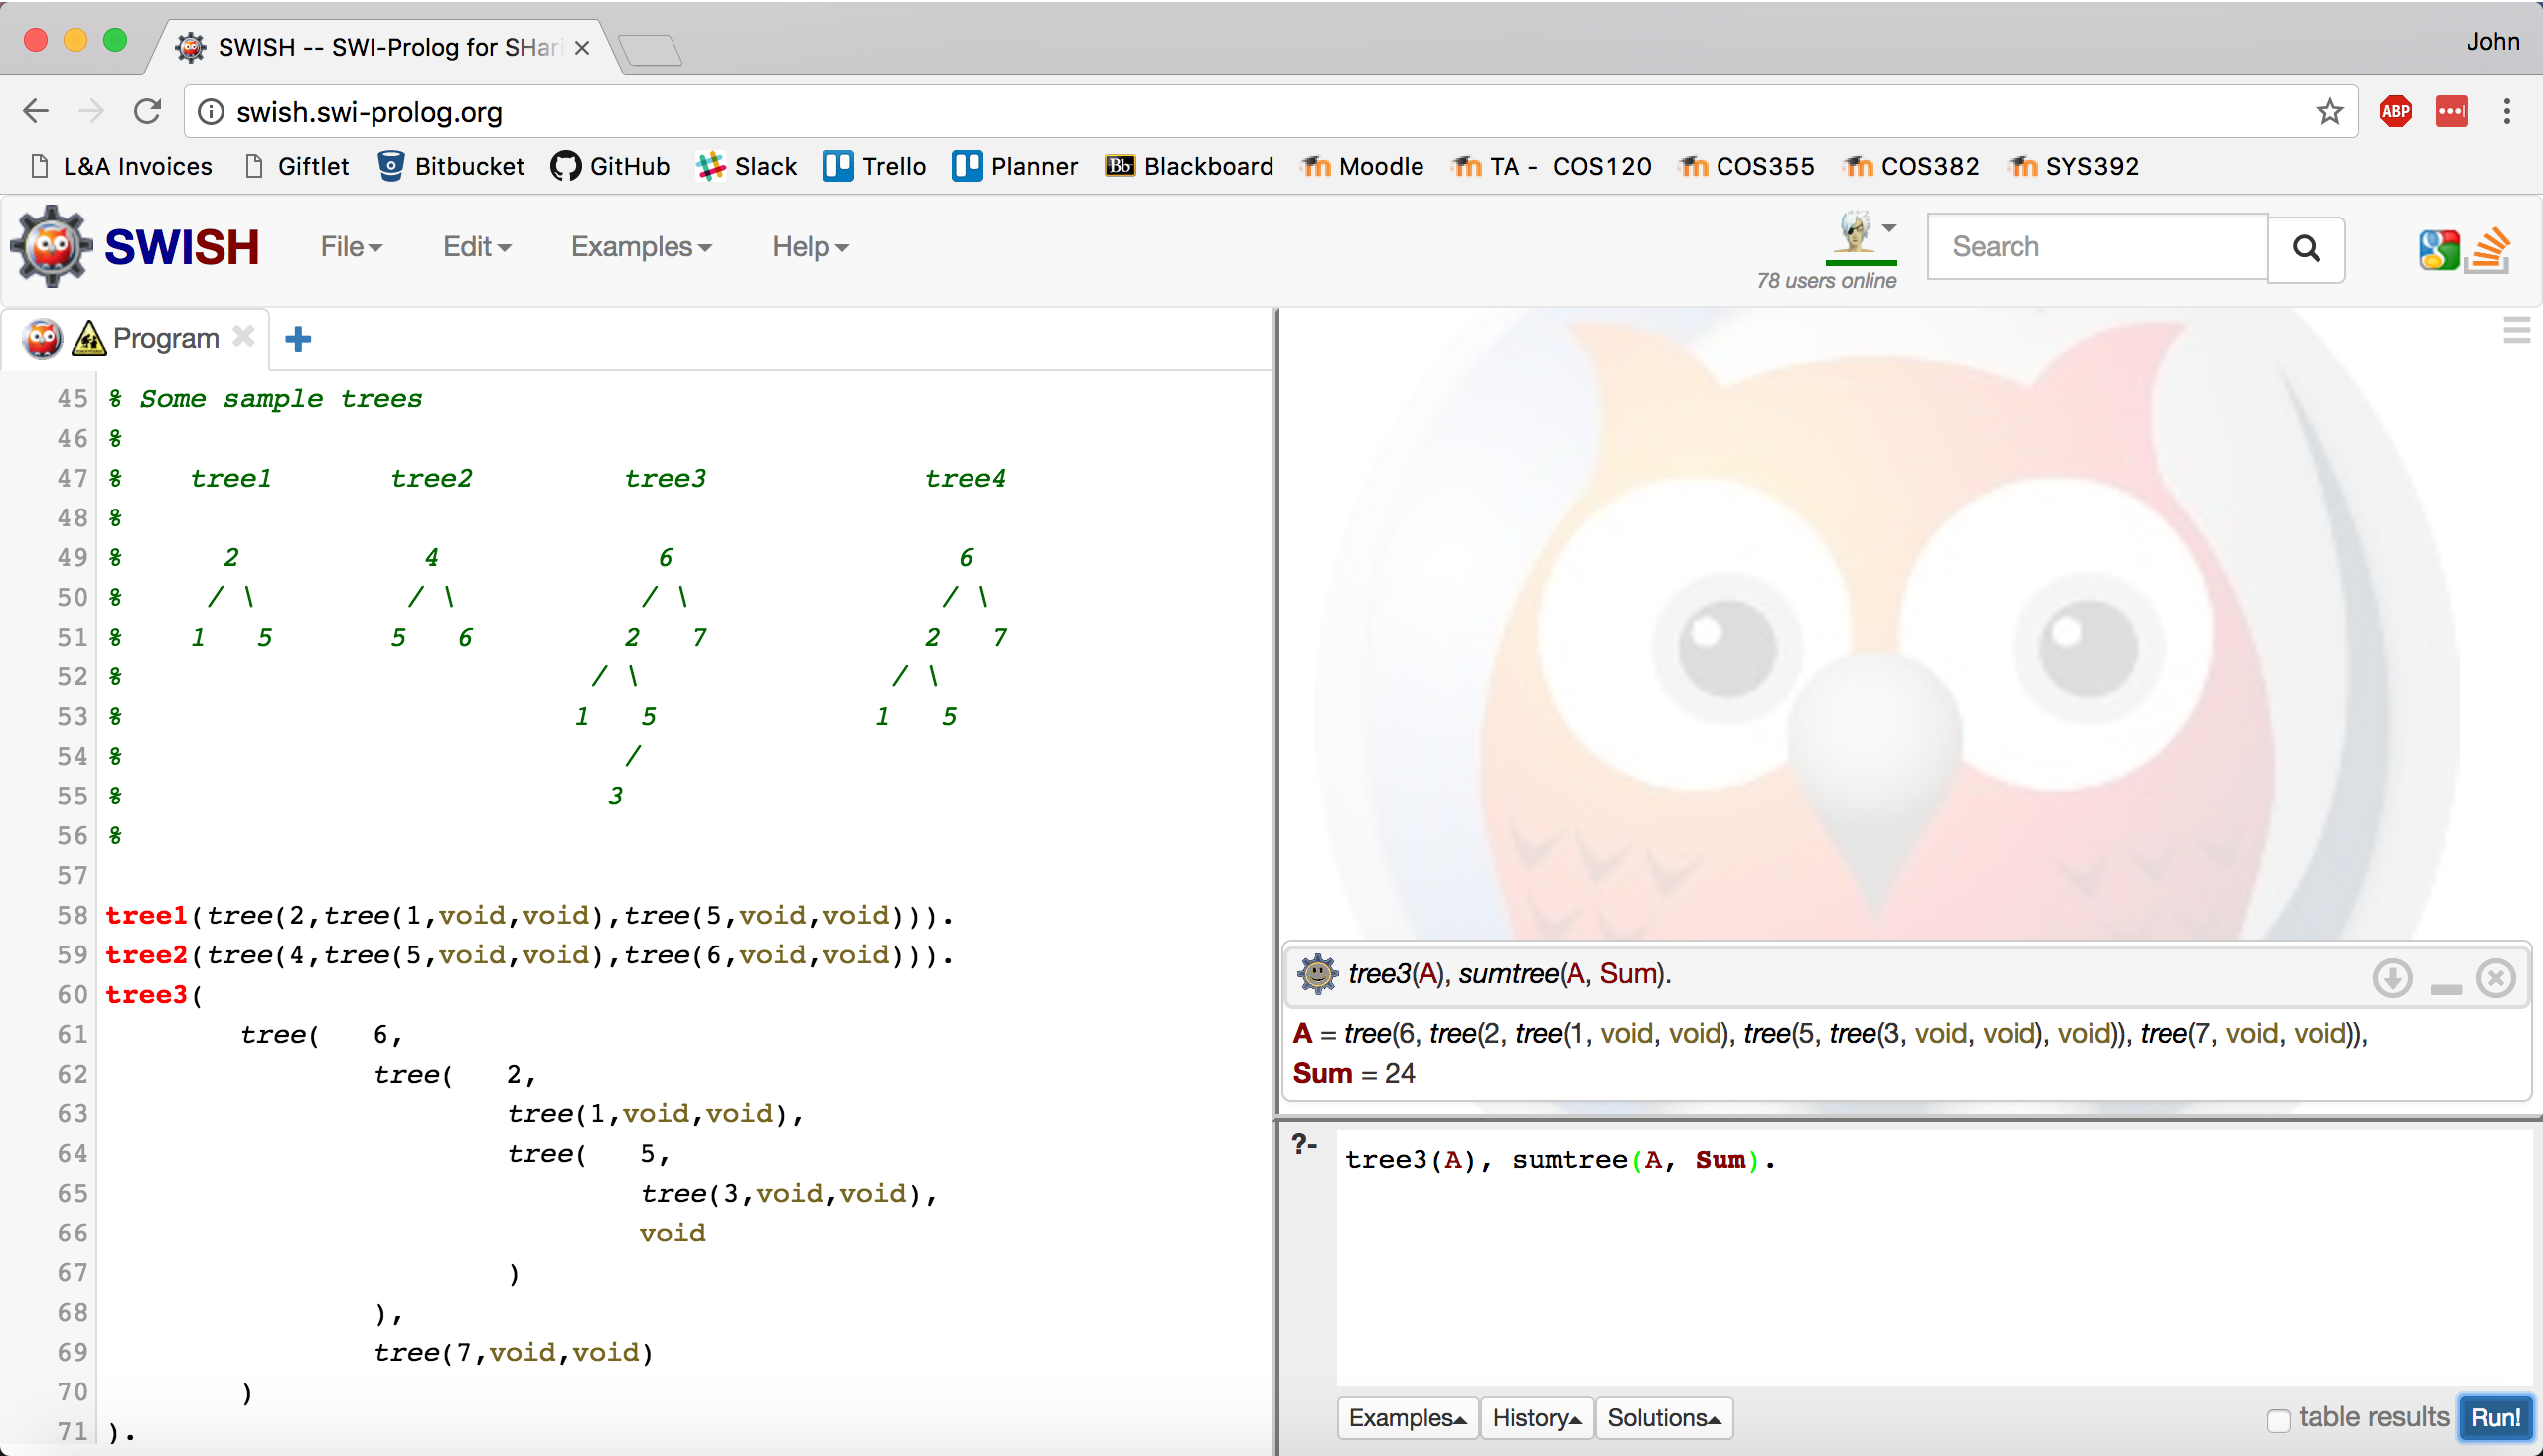 SWISH -- SWI-Prolog for SHari
John
swish.swi-prolog.org
ABP
L&A Invoices Giftlet Bitbucket GitHub Slack Trello Planner Bb Blackboard Moodle TA - COS120 COS355 COS382 SYS392
SWISH File Edit Examples Help
78 users online
Search
Program
45 % Some sample trees
46 %
47 % tree1 tree2 tree3 tree4
48 %
49 % 2 4 6 6
50 % / \ / \ / \ / \
51 % 1 5 5 6 2 7 2 7
52 % / \ / \
53 % 1 5 1 5
54 % /
55 % 3
56 %
57
58 tree1(tree(2,tree(1,void,void),tree(5,void,void))).
59 tree2(tree(4,tree(5,void,void),tree(6,void,void))).
60 tree3(
61 tree( 6,
62 tree( 2,
63 tree(1,void,void),
64 tree( 5,
65 tree(3,void,void),
66 void
67 )
68 ),
69 tree(7,void,void)
70 )
71 ).
tree3(A), sumtree(A, Sum).
A = tree(6, tree(2, tree(1, void, void), tree(5, tree(3, void, void), void)), tree(7, void, void)),
Sum = 24
?- tree3(A), sumtree(A, Sum).
Examples History Solutions
table results Run!